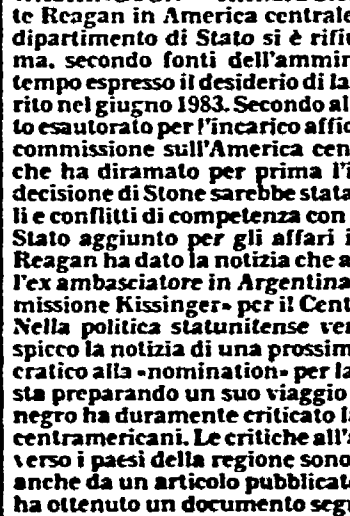 te Reagan in America centrale
dipartimento di Stato si è rifiu
ma, secondo fonti dell'ammin
tempo espresso il desiderio di la
rito nel giugno 1983. Secondo al
to esautorato per l'incarico affic
commissione sull'America cen
che ha diramato per prima l'i
decisione di Stone sarebbe stata
li e conflitti di competenza con
Stato aggiunto per gli affari i
Reagan ha dato la notizia che a
l'ex ambasciatore in Argentina
missione Kissinger» per il Cent
Nella politica statunitense ver
spicco la notizia di una prossim
cratico alla «nomination» per la
sta preparando un suo viaggio
negro ha duramente criticato la
centramericani. Le critiche all'a
verso i paesi della regione sono
anche da un articolo pubblicato
ha ottenuto un documento segr